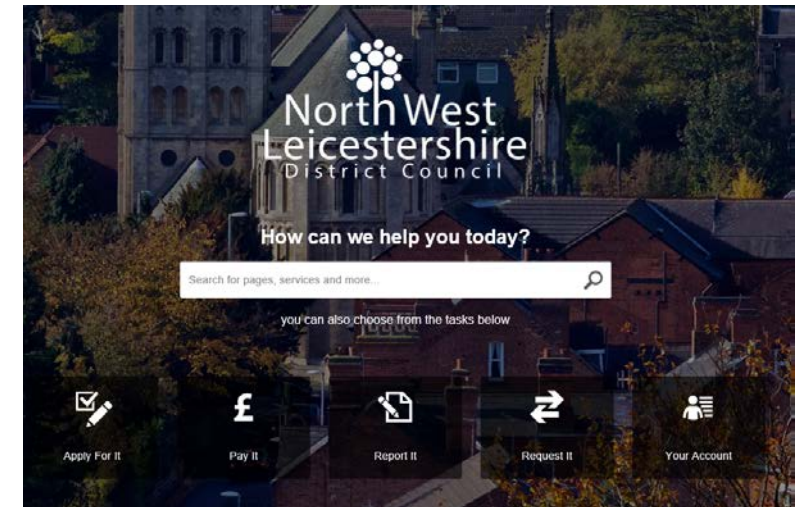 North West
Leicestershire
District Council
How can we help you today?
Search for pages, services and more...
you can also choose from the tasks below
£
Apply For It
Pay It
Report It
Request It
Your Account